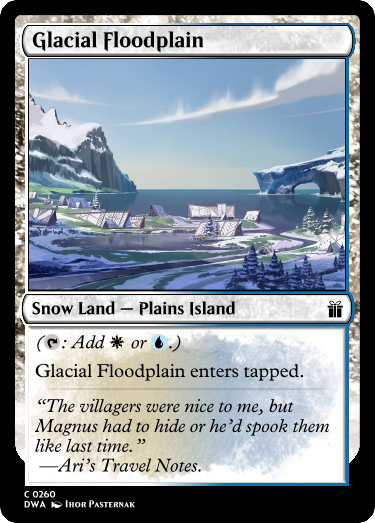 Glacial Floodplain
Snow Land — Plains Island
(: Add or .)
Glacial Floodplain enters tapped.
“The villagers were nice to me, but
Magnus had to hide or he’d spook them
like last time.”
—Ari’s Travel Notes.
C 0260
DWA Ihor Pasternak